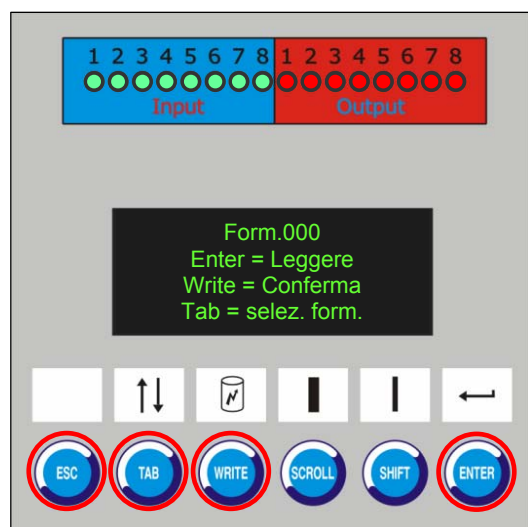 1 2 3 4 5 6 7 8 1 2 3 4 5 6 7 8
Input Output
Form.000
Enter = Leggere
Write = Conferma
Tab = selez. form.
ESC TAB WRITE SCROLL SHIFT ENTER